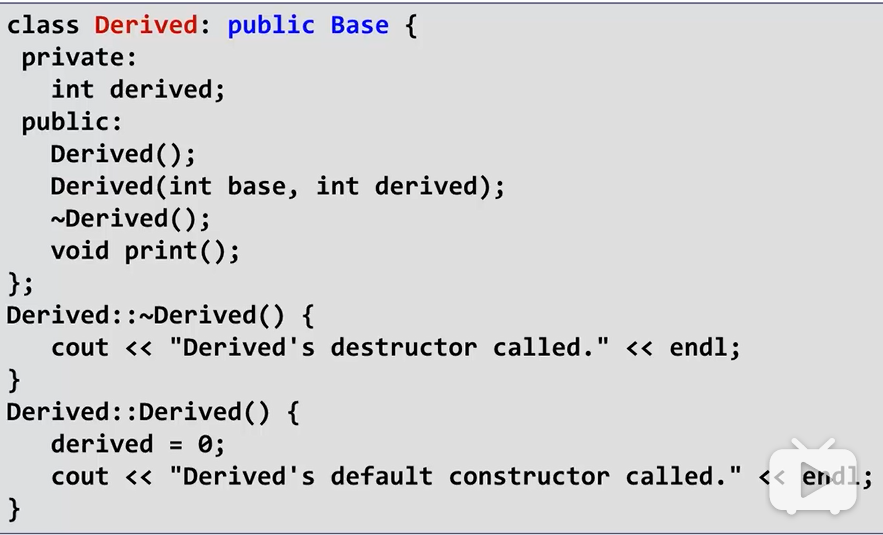 class Derived: public Base {
 private:
   int derived;
 public:
   Derived();
   Derived(int base, int derived);
   ~Derived();
   void print();
};
Derived::~Derived() {
   cout << "Derived's destructor called." << endl;
}
Derived::Derived() {
   derived = 0;
   cout << "Derived's default constructor called." << endl;
}